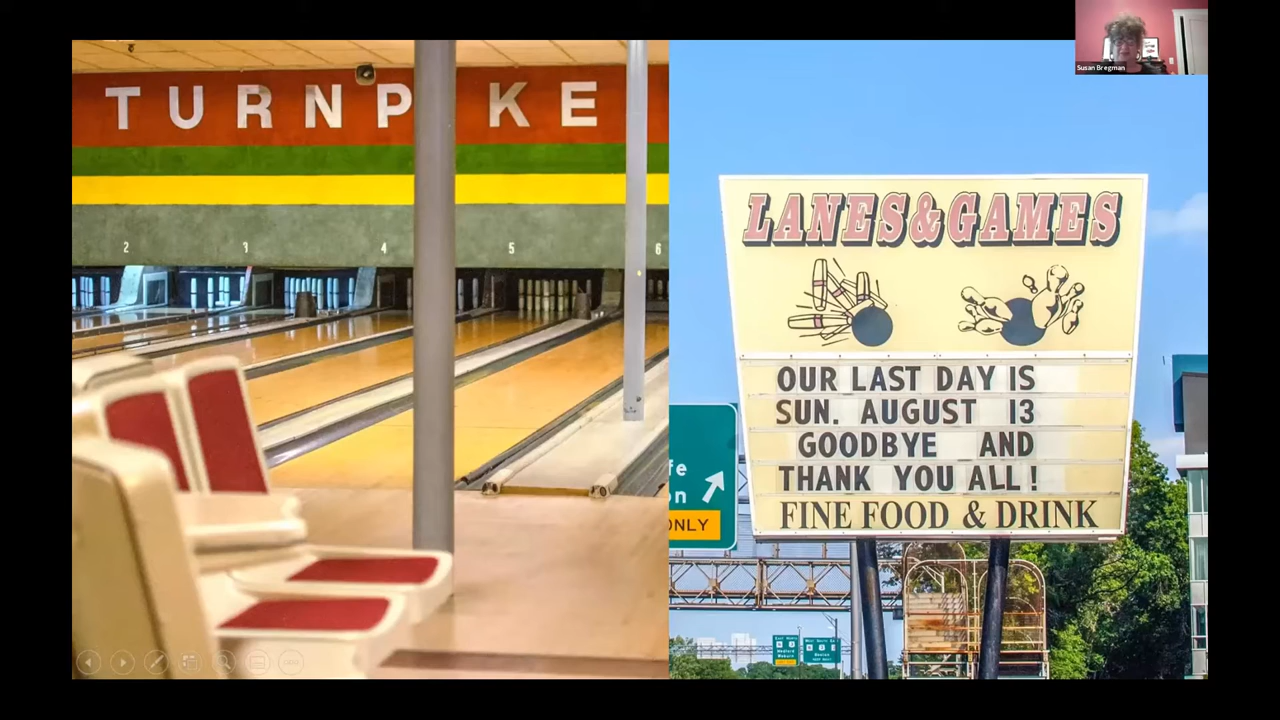 TURNP KE
2 3 4 5 6
LANES & GAMES
OUR LAST DAY IS
SUN. AUGUST 13
GOODBYE AND
THANK YOU ALL!
FINE FOOD & DRINK
ONLY
Susan Bregman